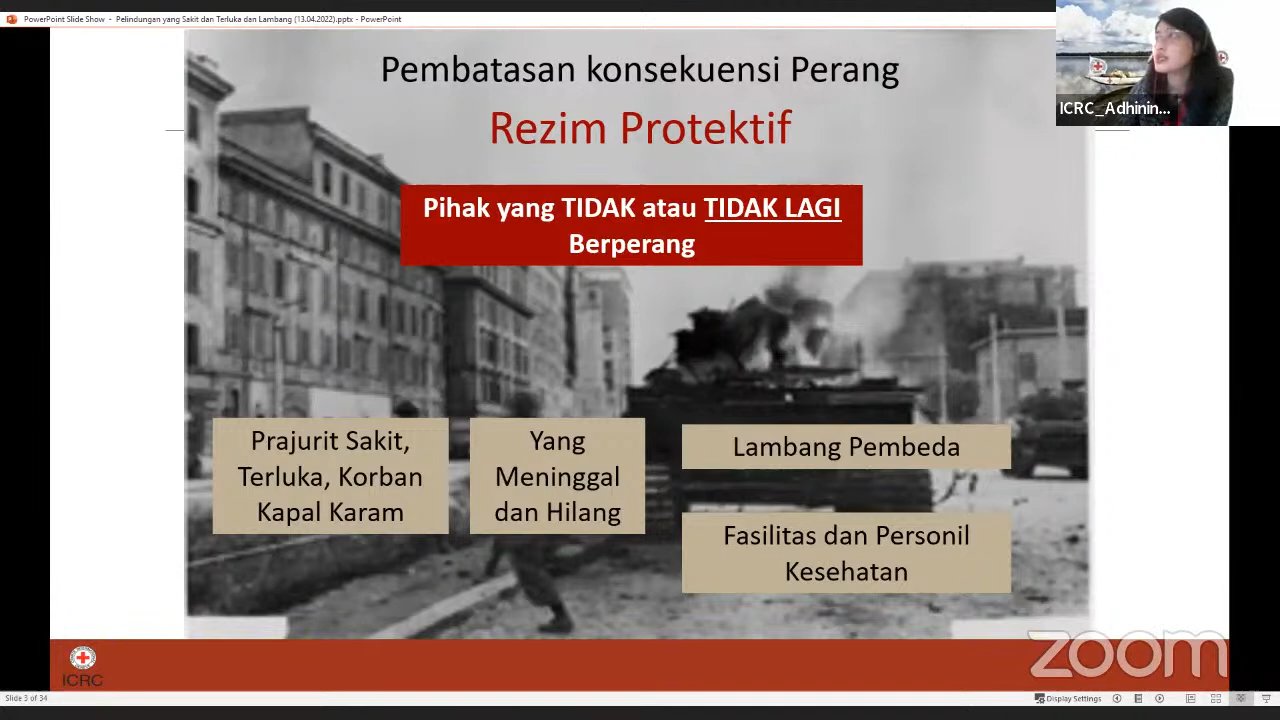 PowerPoint Slide Show - Pelindungan yang Sakit dan Terluka dan Lambang (13.04.2022).pptx - PowerPoint
ICRC_Adhinin...
Pembatasan konsekuensi Perang
Rezim Protektif
Pihak yang TIDAK atau TIDAK LAGI
Berperang
Prajurit Sakit,
Terluka, Korban
Kapal Karam
Yang
Meninggal
dan Hilang
Lambang Pembeda
Fasilitas dan Personil
Kesehatan
ICRC
zoom
Slide 3 of 34
Display Settings